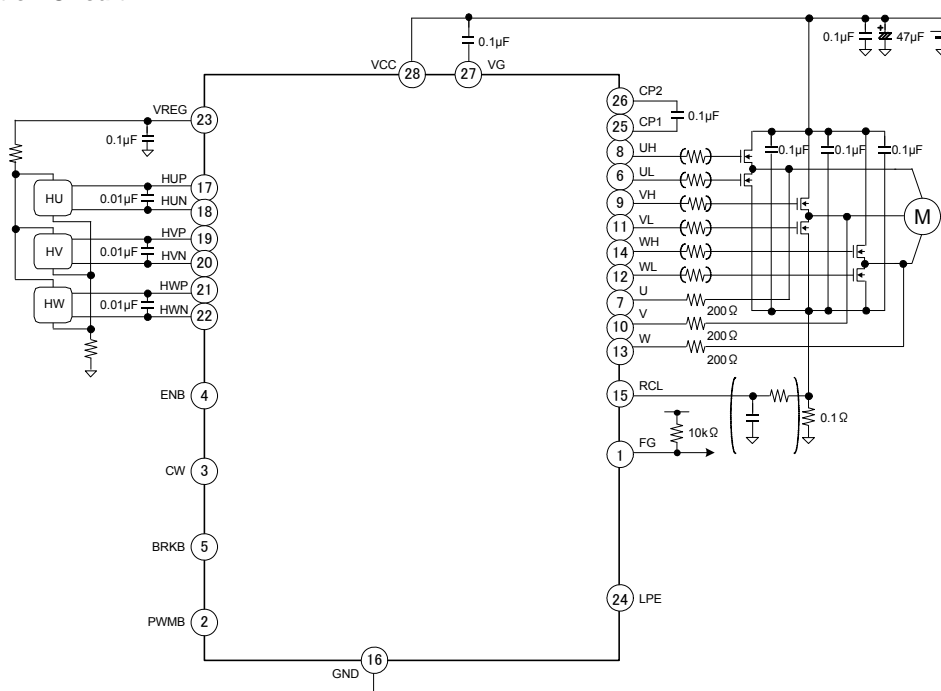 0.1µF
0.1µF
+
47µF
VCC
28
27
VG
VREG
23
0.1µF
26
CP2
25
CP1
0.1µF
8
UH
6
UL
9
VH
11
VL
14
WH
12
WL
7
U
200Ω
10
V
200Ω
13
W
200Ω
0.1µF
0.1µF
0.1µF
M
HU
HUP
17
0.01µF
HUN
18
HV
HVP
19
0.01µF
HVN
20
HW
HWP
21
0.01µF
HWN
22
ENB
4
15
RCL
0.1Ω
10kΩ
1
FG
CW
3
BRKB
5
24
LPE
PWMB
2
16
GND